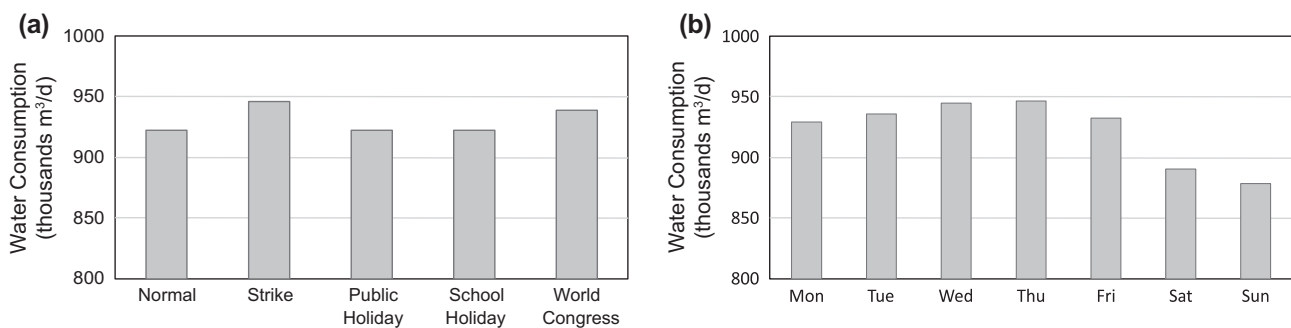 (a)
Water Consumption
(thousands m³/d)
1000
950
900
850
800
Normal
Strike
Public
Holiday
School
Holiday
World
Congress
(b)
Water Consumption
(thousands m³/d)
1000
950
900
850
800
Mon
Tue
Wed
Thu
Fri
Sat
Sun